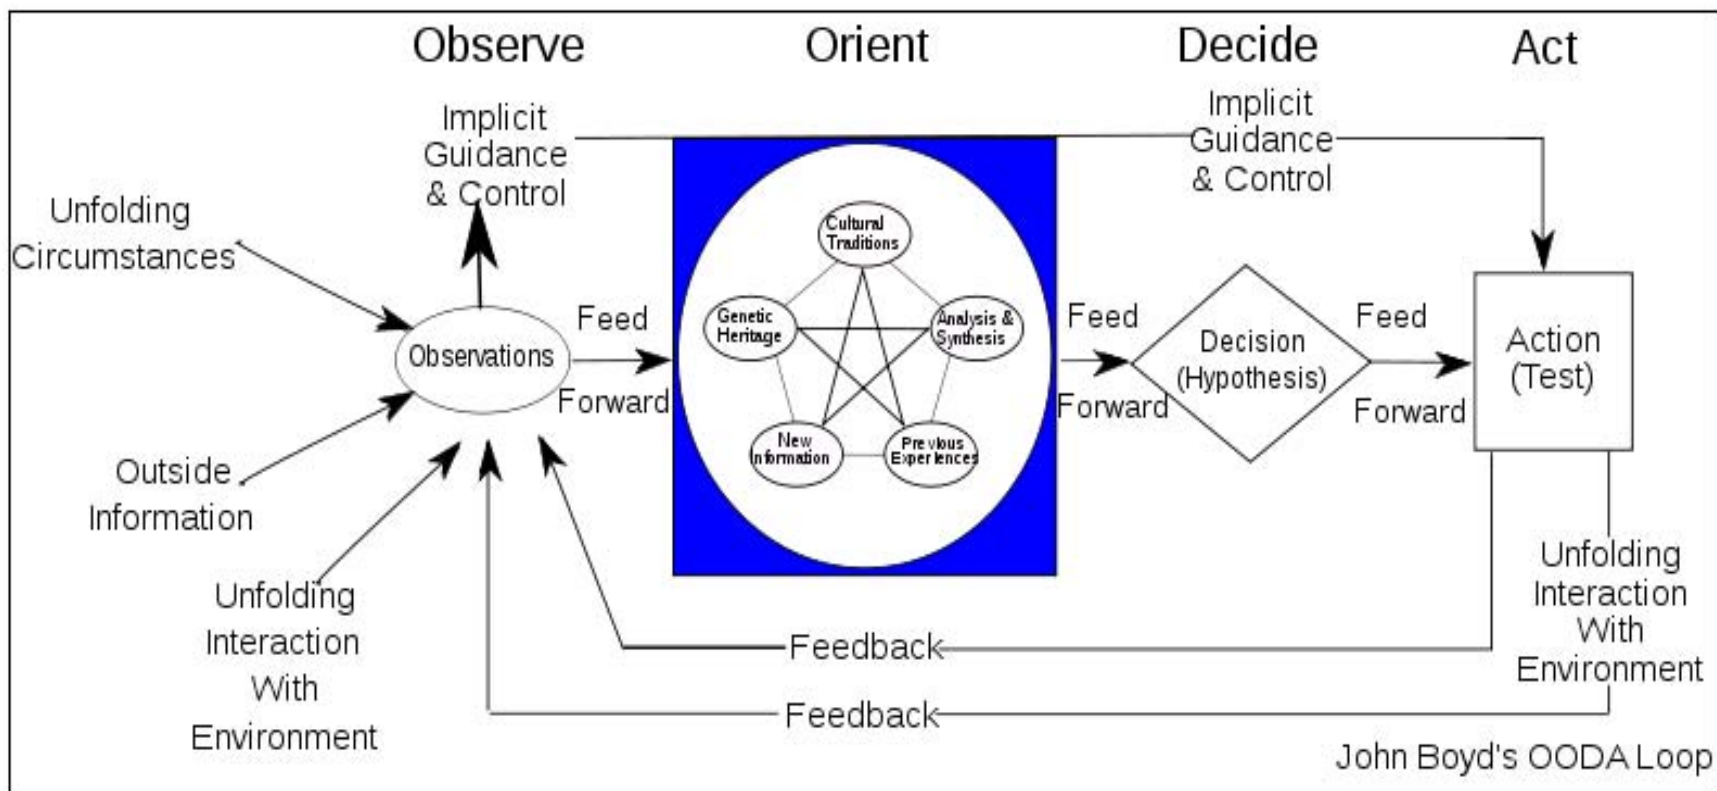 Observe
Orient
Decide
Act
Implicit
Guidance
& Control
Implicit
Guidance
& Control
Unfolding
Circumstances
Cultural
Traditions
Genetic
Heritage
Analysis &
Synthesis
New
Information
Previous
Experiences
Observations
Feed
Forward
Feed
Forward
Decision
(Hypothesis)
Feed
Forward
Action
(Test)
Outside
Information
Unfolding
Interaction
With
Environment
Unfolding
Interaction
With
Environment
Feedback
Feedback
John Boyd's OODA Loop